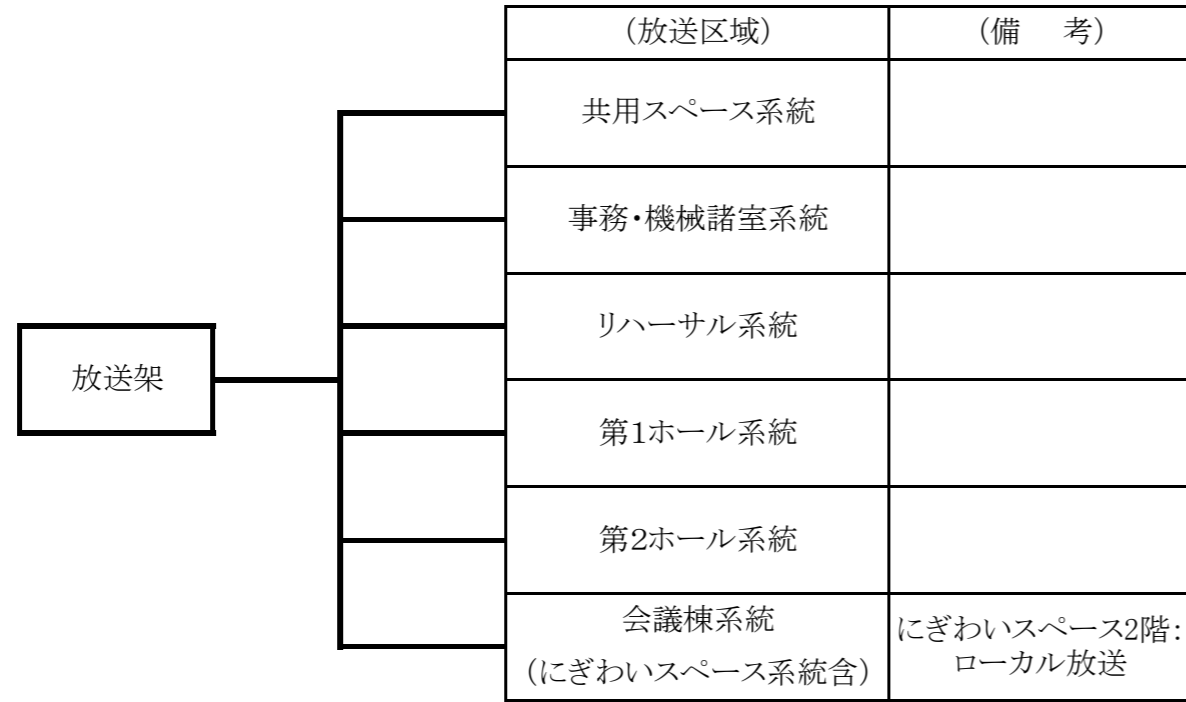 (放送区域)
(備　考)
共用スペース系統
事務・機械諸室系統
リハーサル系統
放送架
第1ホール系統
第2ホール系統
会議棟系統
(にぎわいスペース系統含)
にぎわいスペース2階:
ローカル放送